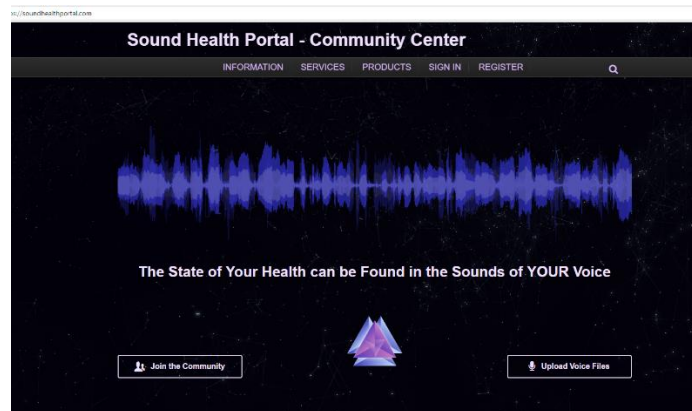 soundhealthportal.com
Sound Health Portal - Community Center
INFORMATION SERVICES PRODUCTS SIGN IN REGISTER
The State of Your Health can be Found in the Sounds of YOUR Voice
Join the Community
Upload Voice Files